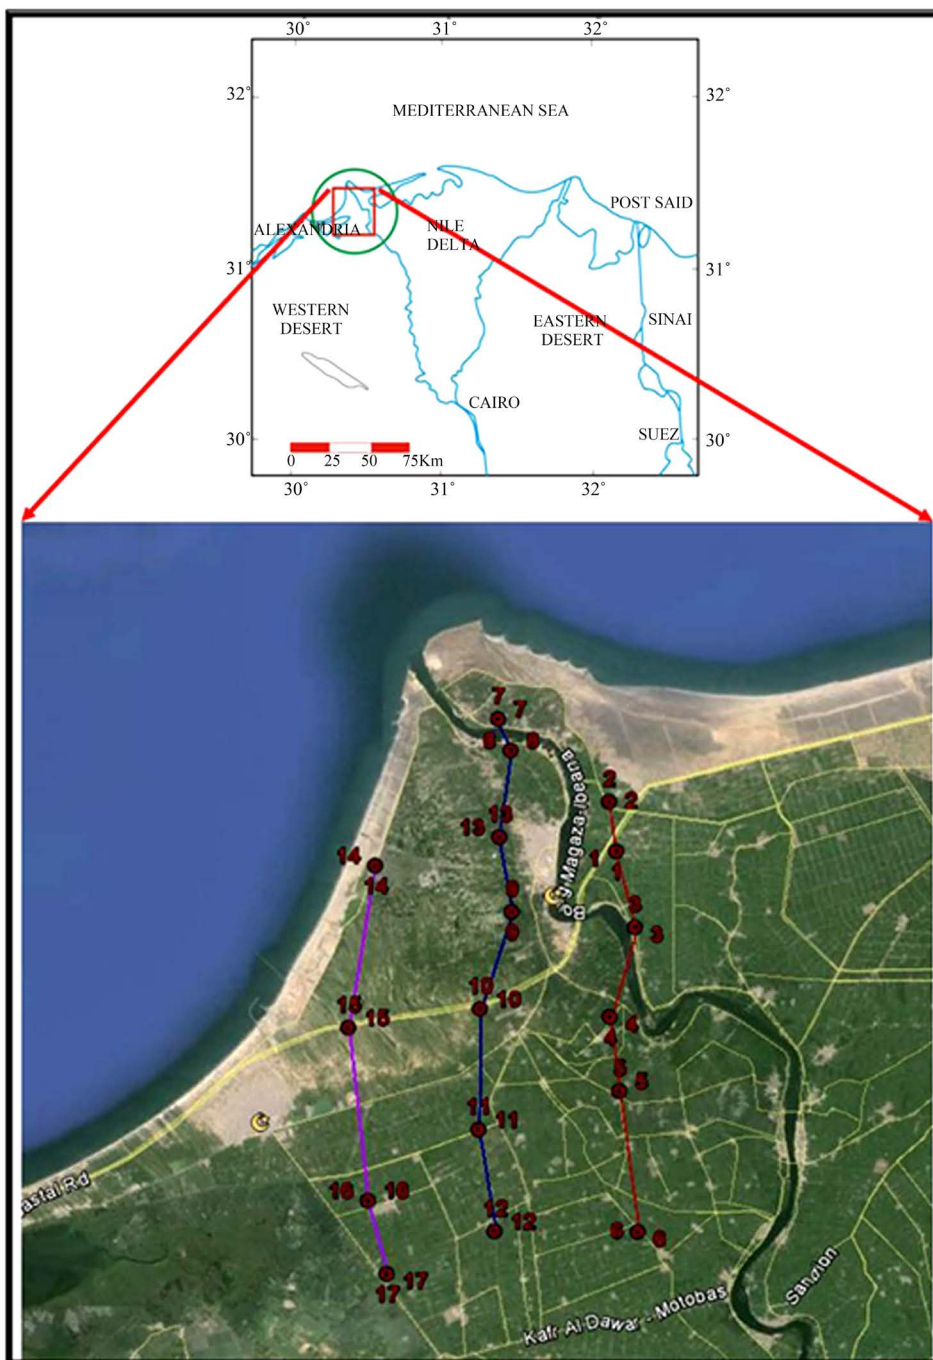 30° 31° 32°
32° 32°
MEDITERRANEAN SEA
POST SAID
ALEXANDRIA
NILE
DELTA
31° 31°
WESTERN
DESERT
EASTERN
DESERT
SINAI
CAIRO
SUEZ
30° 30°
0 25 50 75Km
30° 31° 32°
7 7
8 8
2 2
13
13
1 1
14
14
9
9
3
3
10 10
15 15
4
4
5
5
11 11
16 16
12 12
6 6
17 17
astal Rd
Kafr Al Dawar - Motobas